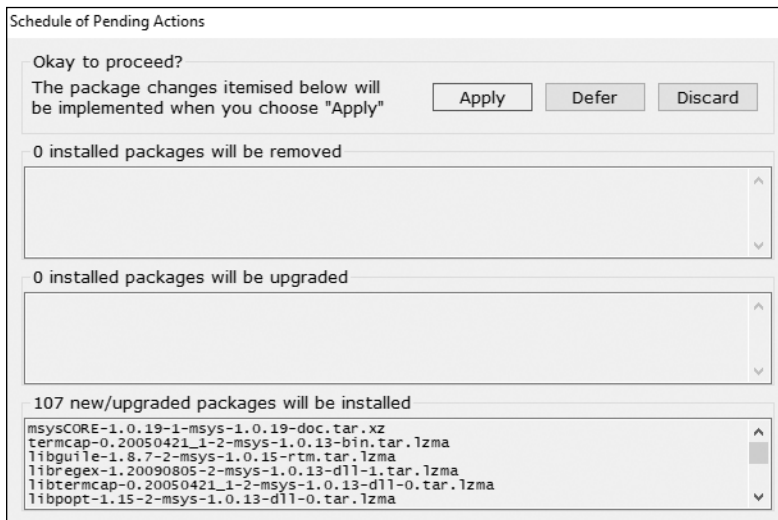 Schedule of Pending Actions
Okay to proceed?
The package changes itemised below will
be implemented when you choose "Apply"
Apply Defer Discard
0 installed packages will be removed
0 installed packages will be upgraded
107 new/upgraded packages will be installed
msysCORE-1.0.19-1-msys-1.0.19-doc.tar.xz
termcap-0.20050421_1-2-msys-1.0.13-bin.tar.lzma
libguile-1.8.7-2-msys-1.0.15-rtm.tar.lzma
libregex-1.20090805-2-msys-1.0.13-dll-1.tar.lzma
libtermcap-0.20050421_1-2-msys-1.0.13-dll-0.tar.lzma
libpopt-1.15-2-msys-1.0.13-dll-0.tar.lzma